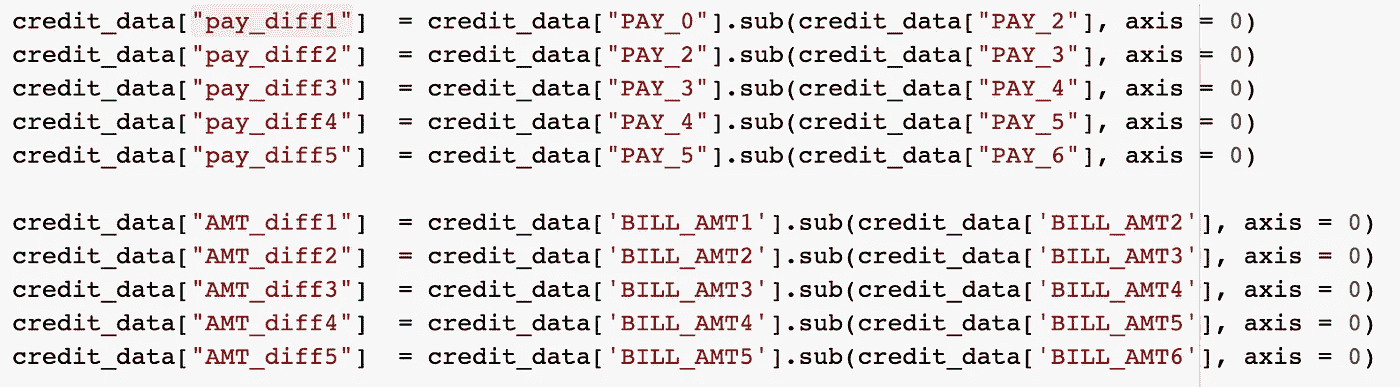 credit_data["pay_diff1"]  = credit_data["PAY_0"].sub(credit_data["PAY_2"], axis = 0)
credit_data["pay_diff2"]  = credit_data["PAY_2"].sub(credit_data["PAY_3"], axis = 0)
credit_data["pay_diff3"]  = credit_data["PAY_3"].sub(credit_data["PAY_4"], axis = 0)
credit_data["pay_diff4"]  = credit_data["PAY_4"].sub(credit_data["PAY_5"], axis = 0)
credit_data["pay_diff5"]  = credit_data["PAY_5"].sub(credit_data["PAY_6"], axis = 0)
credit_data["AMT_diff1"]  = credit_data['BILL_AMT1'].sub(credit_data['BILL_AMT2'], axis = 0)
credit_data["AMT_diff2"]  = credit_data['BILL_AMT2'].sub(credit_data['BILL_AMT3'], axis = 0)
credit_data["AMT_diff3"]  = credit_data['BILL_AMT3'].sub(credit_data['BILL_AMT4'], axis = 0)
credit_data["AMT_diff4"]  = credit_data['BILL_AMT4'].sub(credit_data['BILL_AMT5'], axis = 0)
credit_data["AMT_diff5"]  = credit_data['BILL_AMT5'].sub(credit_data['BILL_AMT6'], axis = 0)